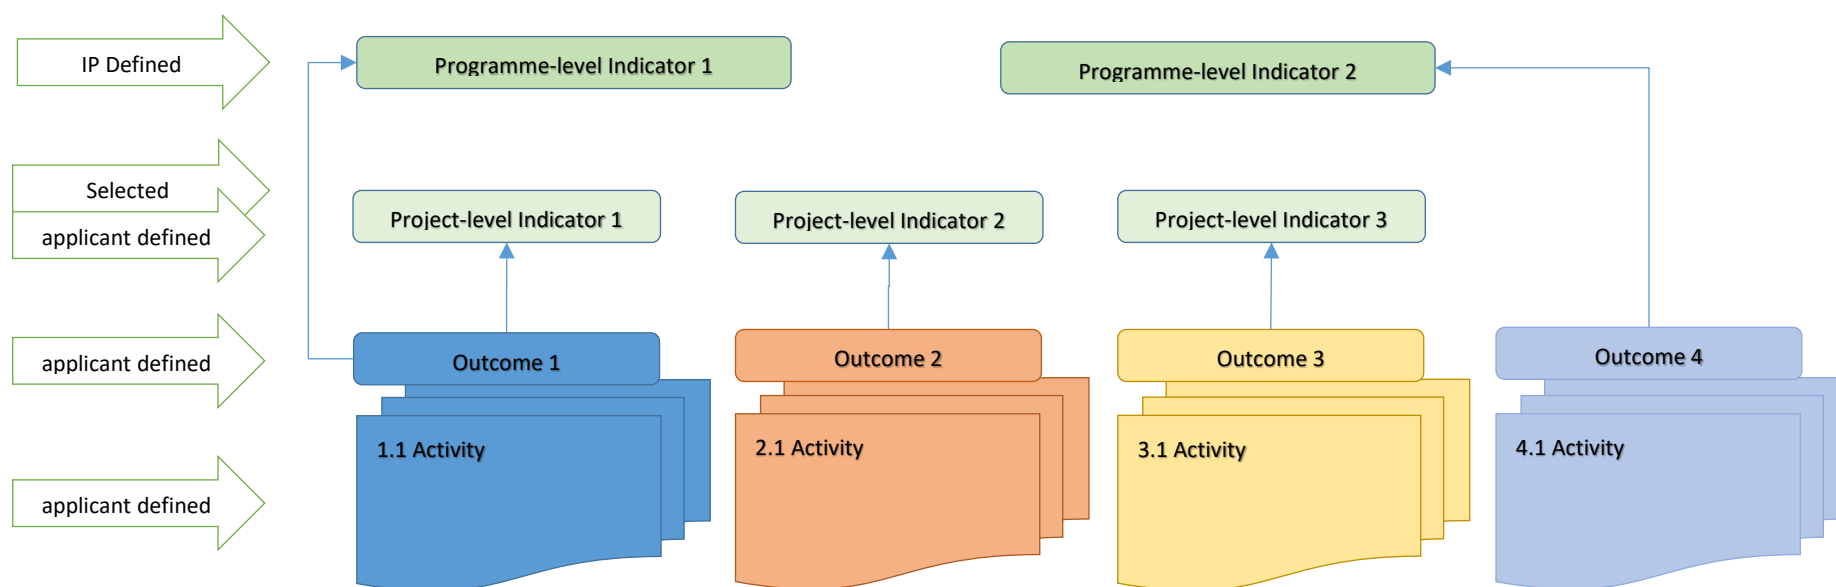 IP Defined
Programme-level Indicator 1
Programme-level Indicator 2
Selected
applicant defined
Project-level Indicator 1
Project-level Indicator 2
Project-level Indicator 3
applicant defined
Outcome 1
Outcome 2
Outcome 3
Outcome 4
1.1 Activity
2.1 Activity
3.1 Activity
4.1 Activity
applicant defined